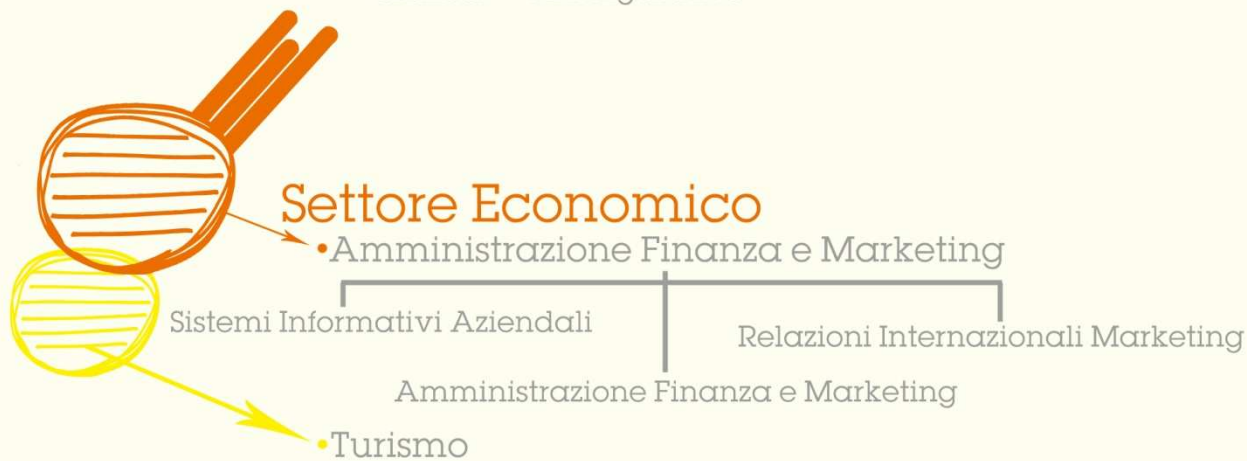 Settore Economico
•Amministrazione Finanza e Marketing
Sistemi Informativi Aziendali
Relazioni Internazionali Marketing
Amministrazione Finanza e Marketing
•Turismo